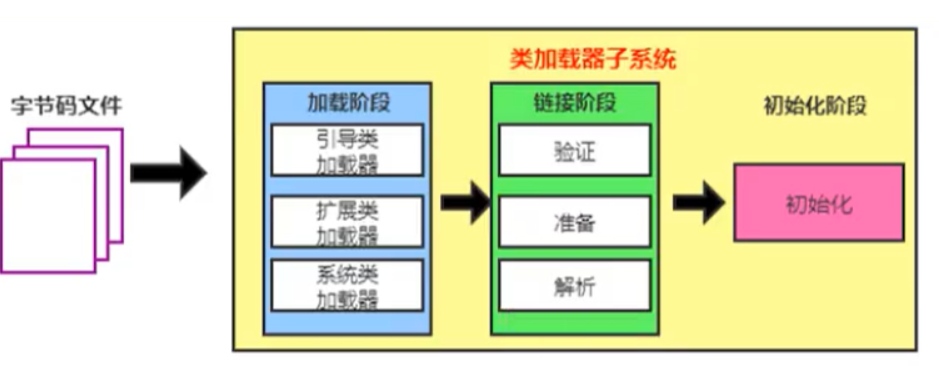 类加载器子系统
字节码文件
加载阶段
引导类
加载器
扩展类
加载器
系统类
加载器
链接阶段
验证
准备
解析
初始化阶段
初始化